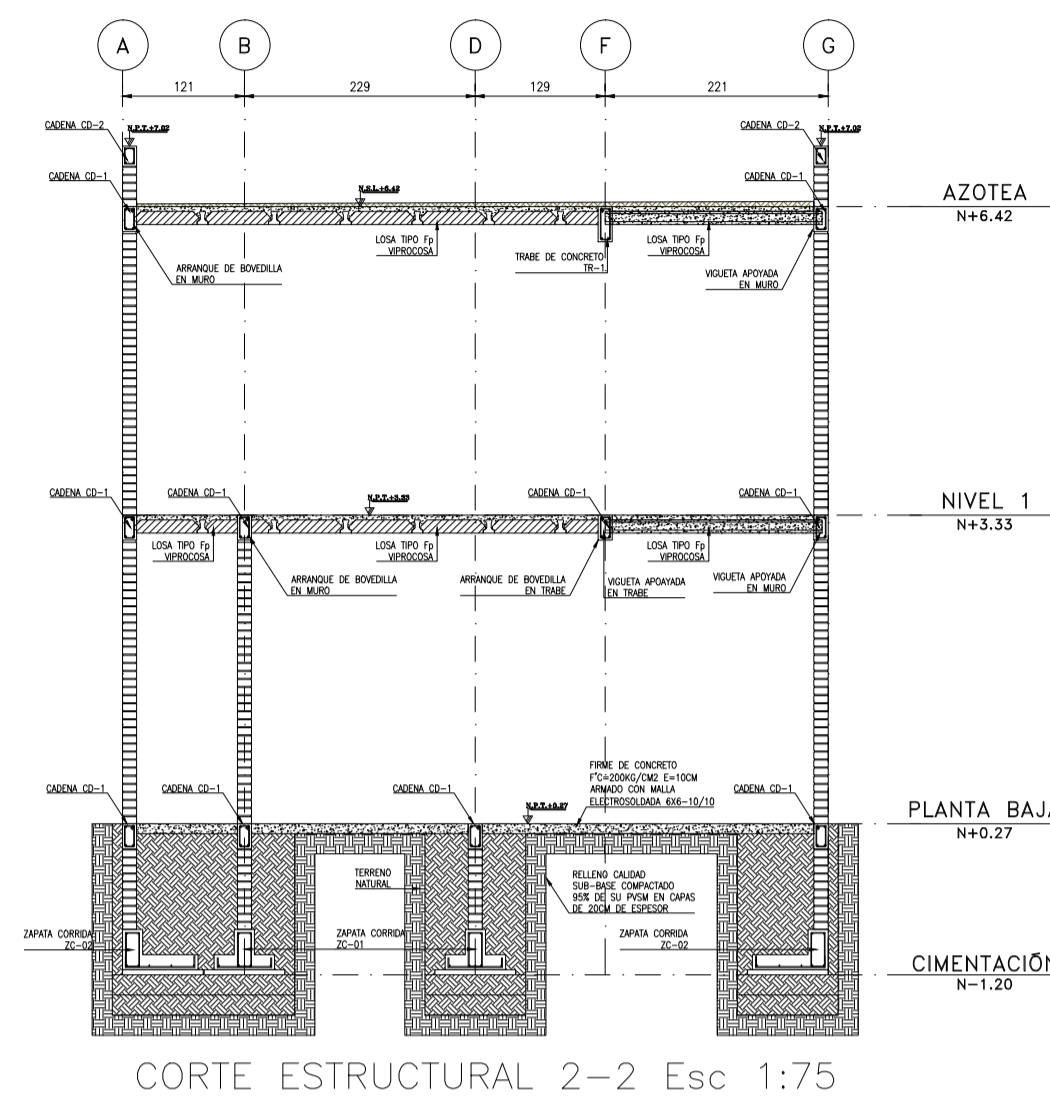 A B D F G
121 229 129 221
CADENA CD-2
N.P.T.+7.02
CADENA CD-2
N.P.T.+7.02
CADENA CD-1
N.S.L.+6.42
CADENA CD-1
AZOTEA
N+6.42
LOSA TIPO Fp
VIPROCOSA
TRABE DE CONCRETO
TR-1
LOSA TIPO Fp
VIPROCOSA
ARRANQUE DE BOVEDILLA
EN MURO
VIGUETA APOYADA
EN MURO
CADENA CD-1
CADENA CD-1
N.P.T.+3.33
CADENA CD-1
CADENA CD-1
NIVEL 1
N+3.33
LOSA TIPO Fp
VIPROCOSA
LOSA TIPO Fp
VIPROCOSA
LOSA TIPO Fp
VIPROCOSA
ARRANQUE DE BOVEDILLA
EN MURO
ARRANQUE DE BOVEDILLA
EN TRABE
VIGUETA APOAYADA
EN TRABE
VIGUETA APOYADA
EN MURO
FIRME DE CONCRETO
F'C=200KG/CM2 E=10CM
ARMADO CON MALLA
ELECTROSOLDADA 6X6-10/10
CADENA CD-1
CADENA CD-1
CADENA CD-1
N.P.T.+0.27
CADENA CD-1
PLANTA BAJA
N+0.27
TERRENO
NATURAL
RELLENO CALIDAD
SUB-BASE COMPACTADO
95% DE SU PVSM EN CAPAS
DE 20CM DE ESPESOR
ZAPATA CORRIDA
ZC-02
ZAPATA CORRIDA
ZC-01
ZAPATA CORRIDA
ZC-02
CIMENTACIÓN
N-1.20
CORTE ESTRUCTURAL 2-2 Esc 1:75